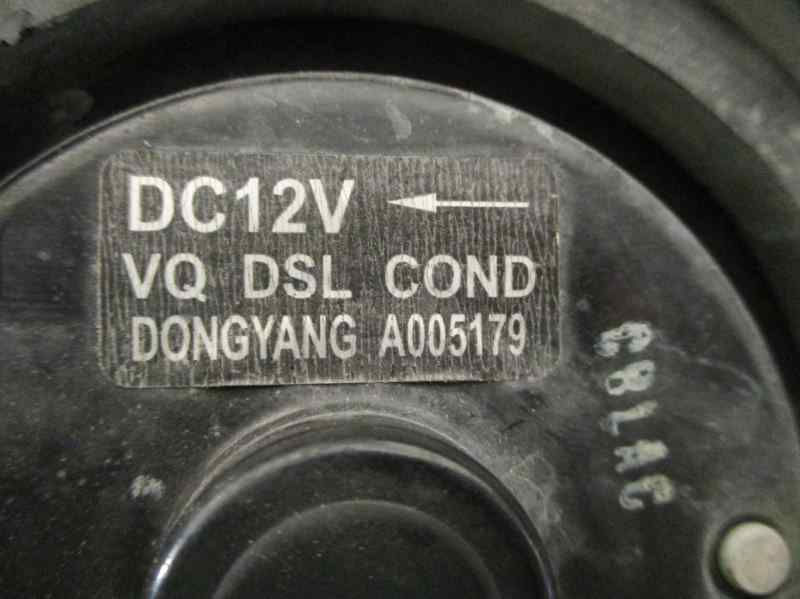 DC12V
VQ DSL COND
DONGYANG A005179